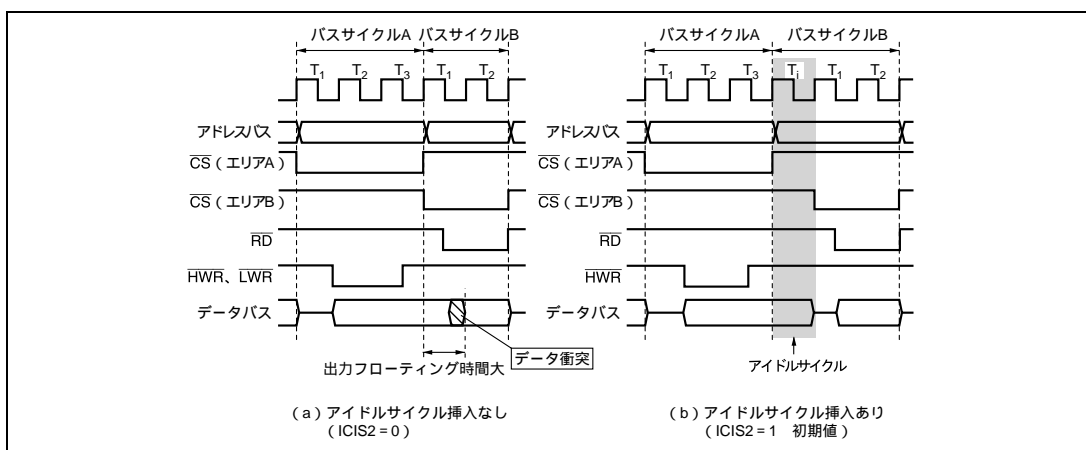 バスサイクルA バスサイクルB
T1 T2 T3 T1 T2
アドレスバス
CS（エリアA）
CS（エリアB）
RD
HWR、LWR
データバス
データ衝突
出力フローティング時間大
（a）アイドルサイクル挿入なし
（ICIS2 = 0）
バスサイクルA バスサイクルB
T1 T2 T3 Ti T1 T2
アドレスバス
CS（エリアA）
CS（エリアB）
RD
HWR
データバス
アイドルサイクル
（b）アイドルサイクル挿入あり
（ICIS2 = 1 初期値）